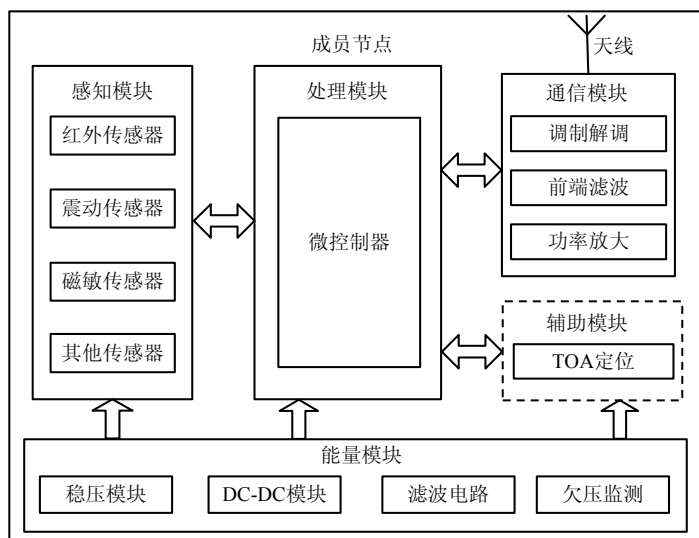 成员节点
天线
感知模块
红外传感器
震动传感器
磁敏传感器
其他传感器
处理模块
微控制器
通信模块
调制解调
前端滤波
功率放大
辅助模块
TOA定位
能量模块
稳压模块
DC-DC模块
滤波电路
欠压监测